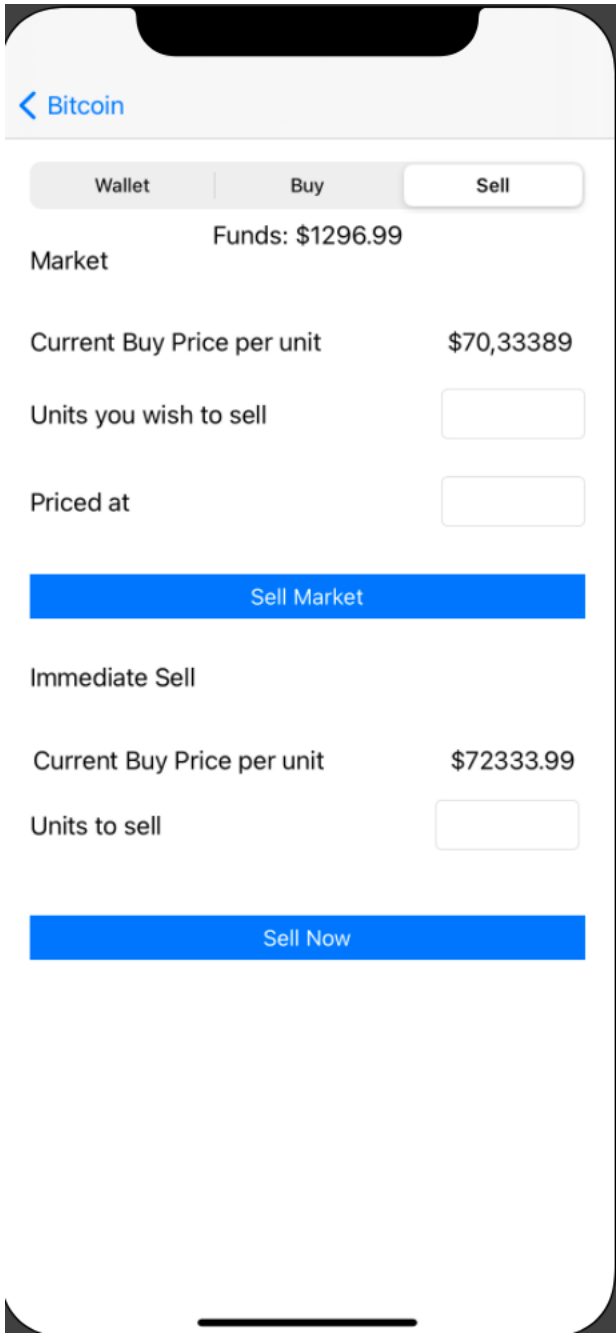 Bitcoin
Wallet Buy Sell
Funds: $1296.99
Market
Current Buy Price per unit $70,33389
Units you wish to sell
Priced at
Sell Market
Immediate Sell
Current Buy Price per unit $72333.99
Units to sell
Sell Now